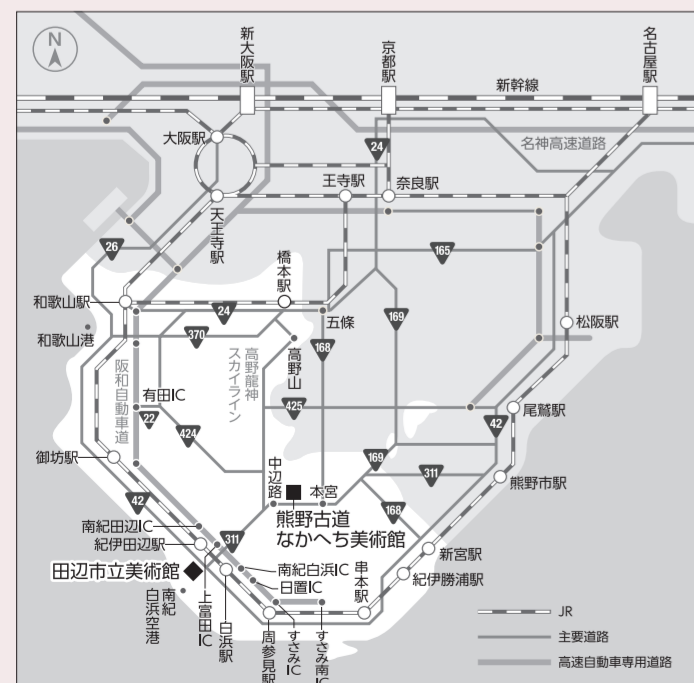 N
新大阪駅
京都駅
名古屋駅
新幹線
大阪駅
24
名神高速道路
王寺駅
奈良駅
天王寺駅
26
橋本駅
165
和歌山駅
24
五條
169
松阪駅
和歌山港
370
高野龍神
スカイライン
高野山
168
阪和自動車道
有田IC
22
425
尾鷲駅
42
424
御坊駅
中辺路
本宮
169
311
熊野市駅
42
熊野古道
なかへち美術館
168
南紀田辺IC
311
紀伊田辺駅
新宮駅
田辺市立美術館
南紀白浜IC
紀伊勝浦駅
日置IC
南紀
白浜空港
上富田IC
白浜駅
周参見駅
すさみIC
すさみ南IC
串本駅
JR
主要道路
高速自動車専用道路